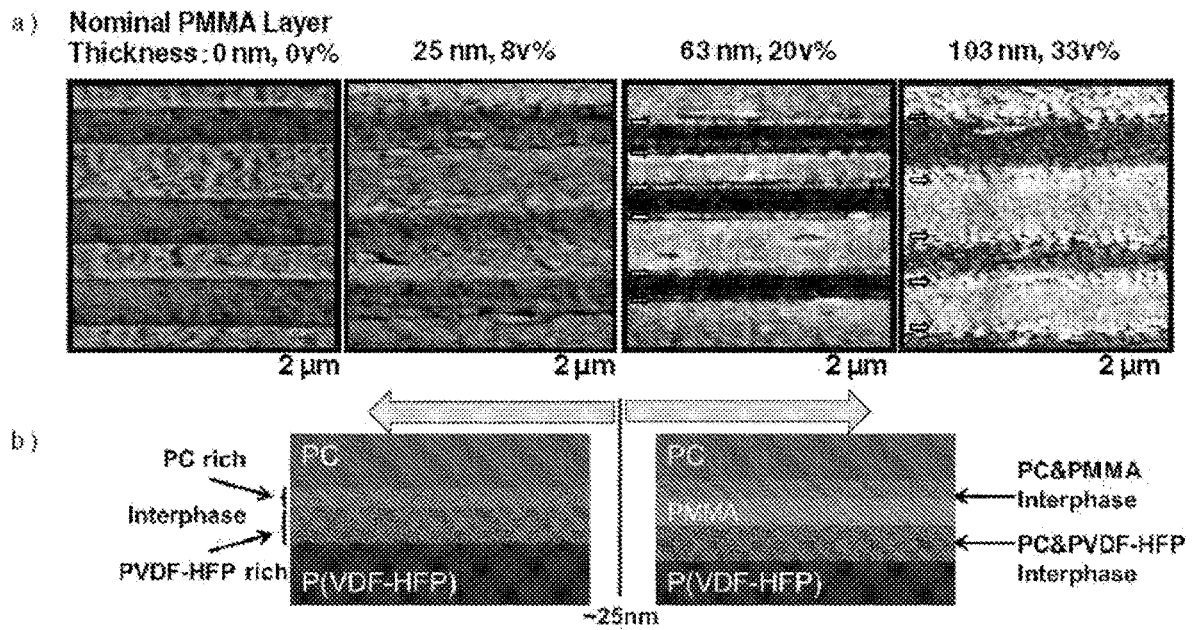 a)
Nominal PMMA Layer
Thickness: 0 nm, 0v%
25 nm, 8v%
63 nm, 20v%
103 nm, 33v%
2 µm
2 µm
2 µm
2 µm
b)
PC rich
Interphase
PVDF-HFP rich
PC
P(VDF-HFP)
~25nm
PC
PMMA
P(VDF-HFP)
PC&PMMA
Interphase
PC&PVDF-HFP
Interphase